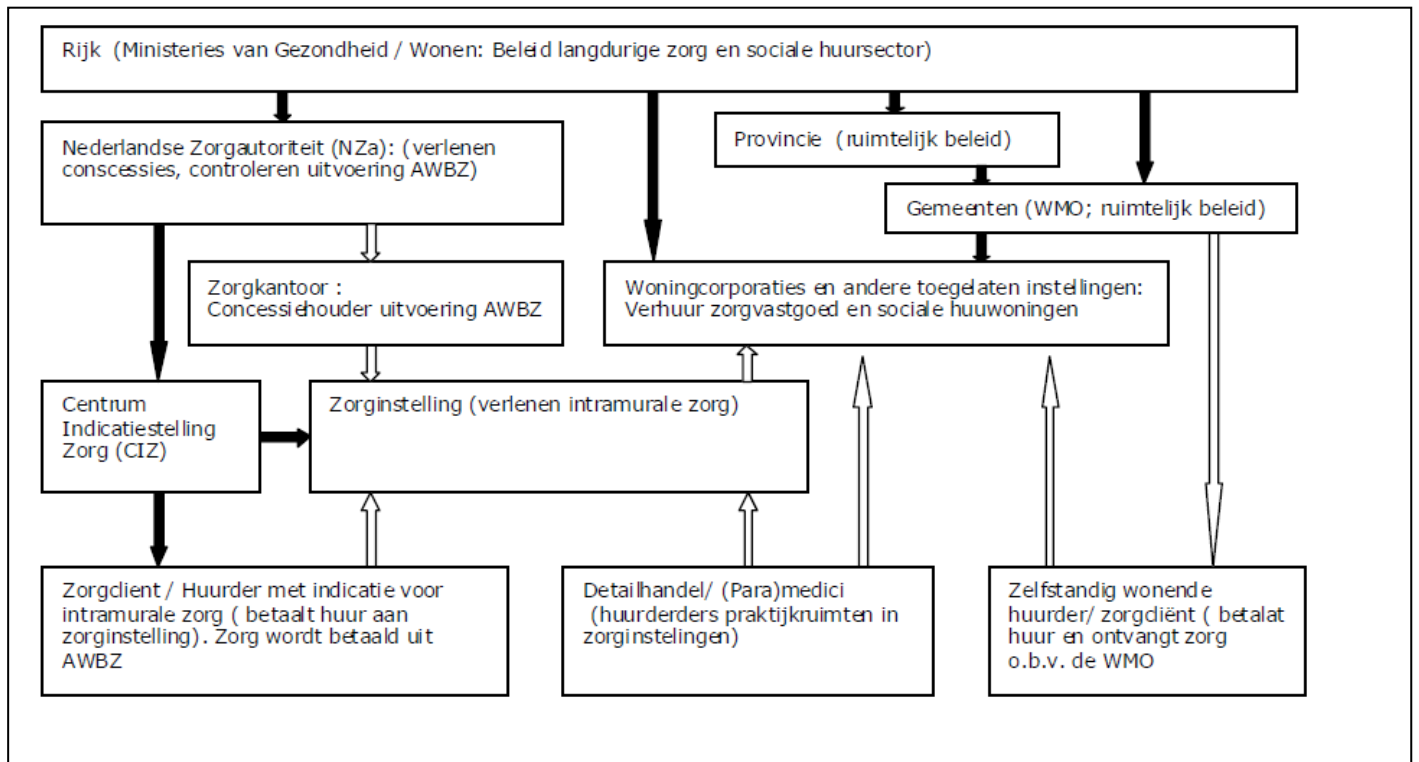 Rijk (Ministeries van Gezondheid / Wonen: Beleid langdurige zorg en sociale huursector)
Nederlandse Zorgautoriteit (NZa): (verlenen
conscessies, controleren uitvoering AWBZ)
Provincie (ruimtelijk beleid)
Gemeenten (WMO; ruimtelijk beleid)
Zorgkantoor :
Concessiehouder uitvoering AWBZ
Woningcorporaties en andere toegelaten instellingen:
Verhuur zorgvastgoed en sociale huuwoningen
Centrum
Indicatiestelling
Zorg (CIZ)
Zorginstelling (verlenen intramurale zorg)
Zorgclient / Huurder met indicatie voor
intramurale zorg ( betaalt huur aan
zorginstelling). Zorg wordt betaald uit
AWBZ
Detailhandel/ (Para)medici
(huurderders praktijkruimten in
zorginstelingen)
Zelfstandig wonende
huurder/ zorgcliënt ( betalat
huur en ontvangt zorg
o.b.v. de WMO